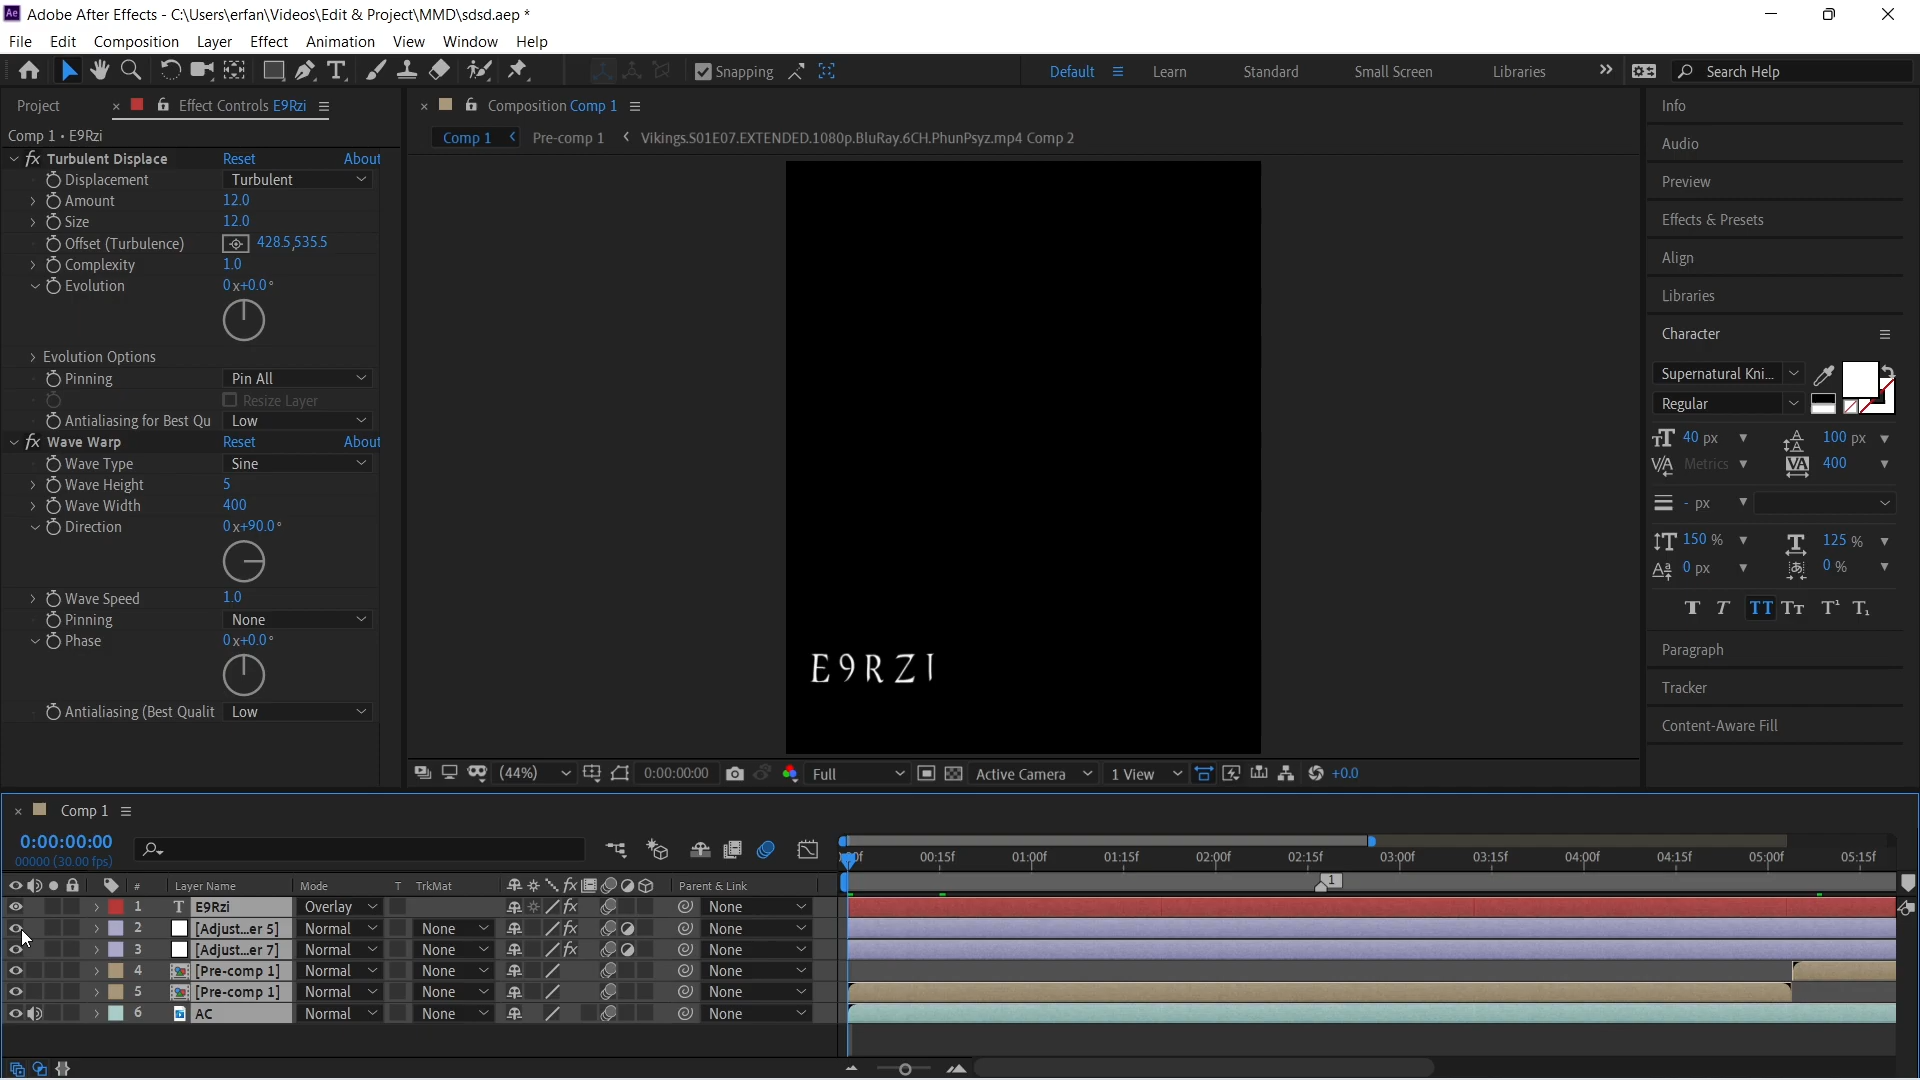 Ae Adobe After Effects - C:\Users\erfan\Videos\Edit & Project\MMD\sdsd.aep *
File Edit Composition Layer Effect Animation View Window Help
Snapping Default Learn Standard Small Screen Libraries Search Help
Project Effect Controls E9Rzi
Comp 1 • E9Rzi
fx Turbulent Displace Reset About
Displacement Turbulent
Amount 12.0
Size 12.0
Offset (Turbulence) 428.5,535.5
Complexity 1.0
Evolution 0x+0.0°
Evolution Options
Pinning Pin All
Resize Layer
Antialiasing for Best Qu Low
fx Wave Warp Reset About
Wave Type Sine
Wave Height 5
Wave Width 400
Direction 0x+90.0°
Wave Speed 1.0
Pinning None
Phase 0x+0.0°
Antialiasing (Best Qualit Low
Composition Comp 1
Comp 1 Pre-comp 1 Vikings.S01E07.EXTENDED.1080p.BluRay.6CH.PhunPsyz.mp4 Comp 2
E9RZI
(44%) 0:00:00:00 Full Active Camera 1 View +0.0
Info
Audio
Preview
Effects & Presets
Align
Libraries
Character
Supernatural Kni...
Regular
40 px 100 px
Metrics 400
- px
150 % 125 %
0 px 0 %
Paragraph
Tracker
Content-Aware Fill
Comp 1
0:00:00:00
00000 (30.00 fps)
00:15f 01:00f 01:15f 02:00f 02:15f 03:00f 03:15f 04:00f 04:15f 05:00f 05:15f
# Layer Name Mode T TrkMat fx Parent & Link
1
1 T E9Rzi Overlay fx None
2 [Adjust...er 5] Normal None fx None
3 [Adjust...er 7] Normal None fx None
4 [Pre-comp 1] Normal None None
5 [Pre-comp 1] Normal None None
6 AC Normal None None